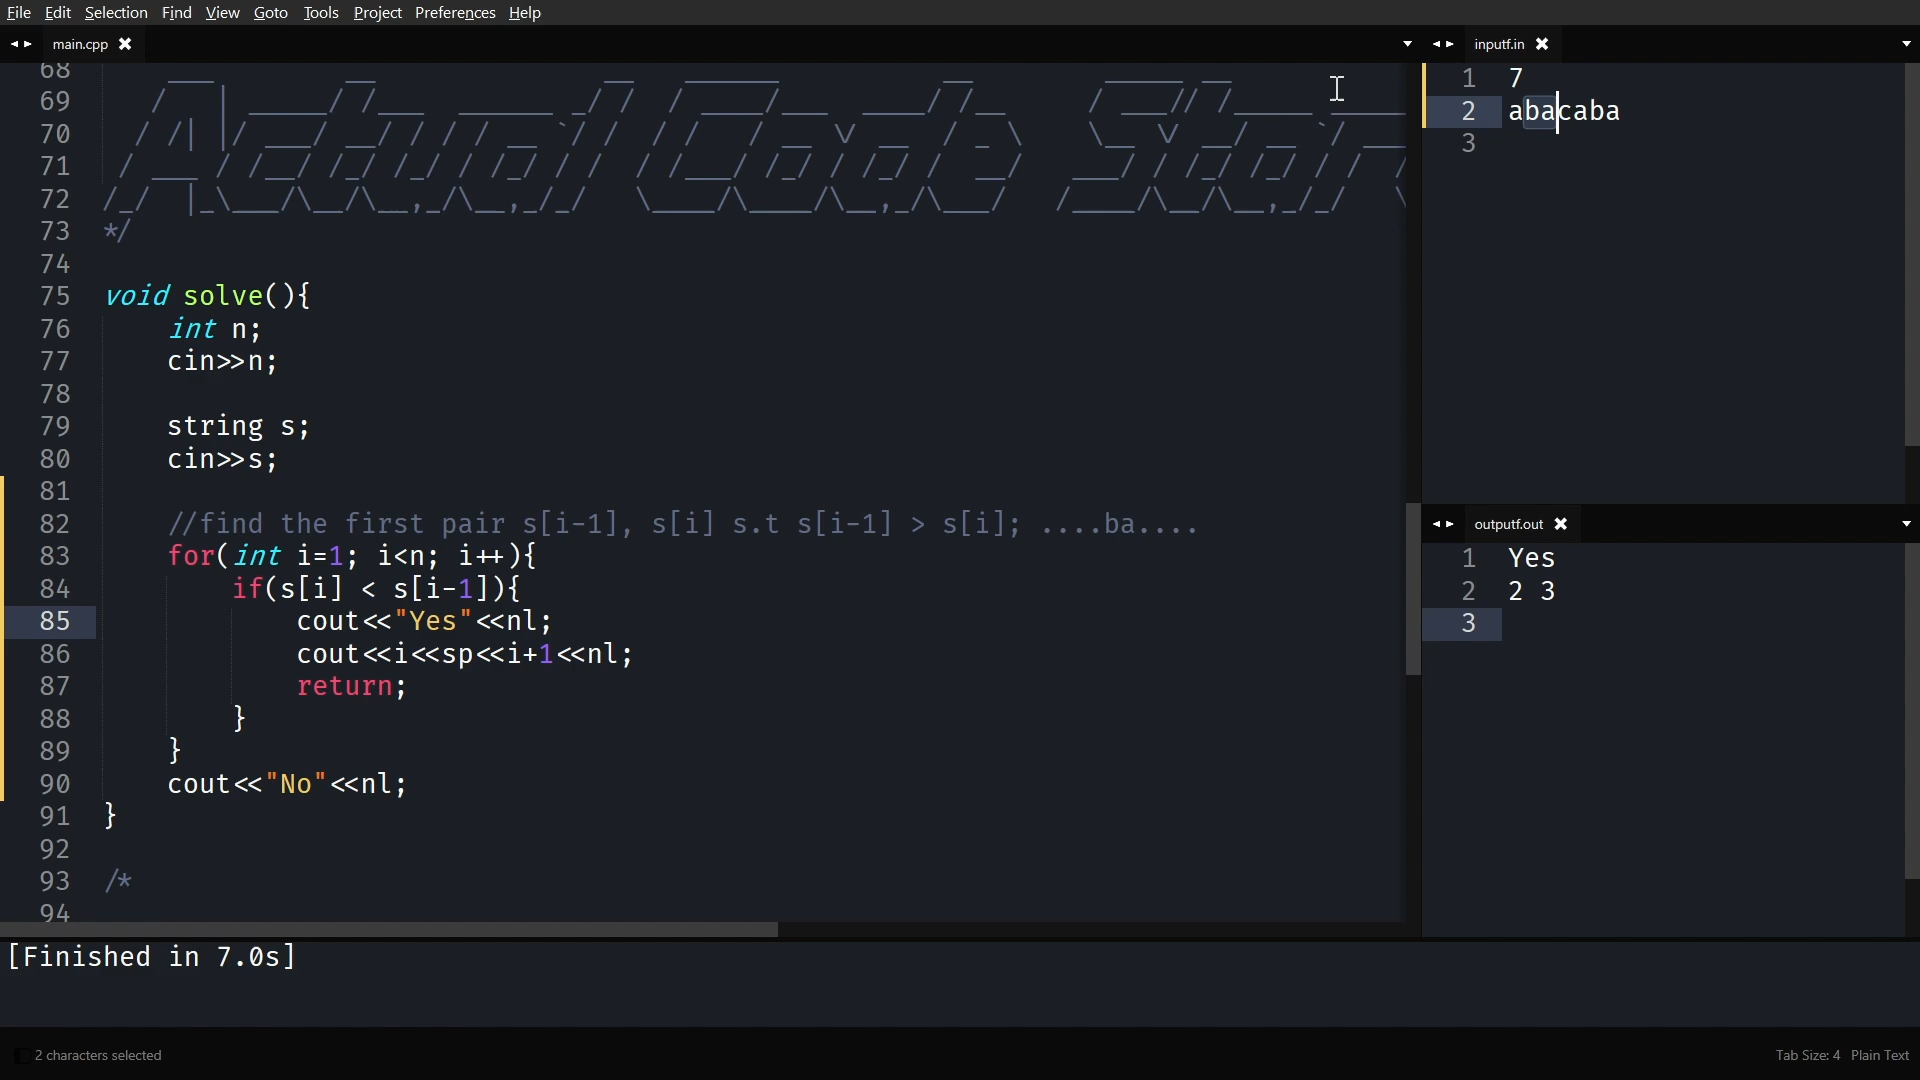 File Edit Selection Find View Goto Tools Project Preferences Help
main.cpp
68
69
70
71
72
73 */
74
75 void solve(){
76 int n;
77 cin>>n;
78
79 string s;
80 cin>>s;
81
82 //find the first pair s[i-1], s[i] s.t s[i-1] > s[i]; ....ba....
83 for(int i=1; i<n; i++){
84 if(s[i] < s[i-1]){
85 cout<<"Yes"<<nl;
86 cout<<i<<sp<<i+1<<nl;
87 return;
88 }
89 }
90 cout<<"No"<<nl;
91 }
92
93 /*
94
inputf.in
1 7
2 abacaba
3
outputf.out
1 Yes
2 2 3
3
[Finished in 7.0s]
2 characters selected
Tab Size: 4 Plain Text